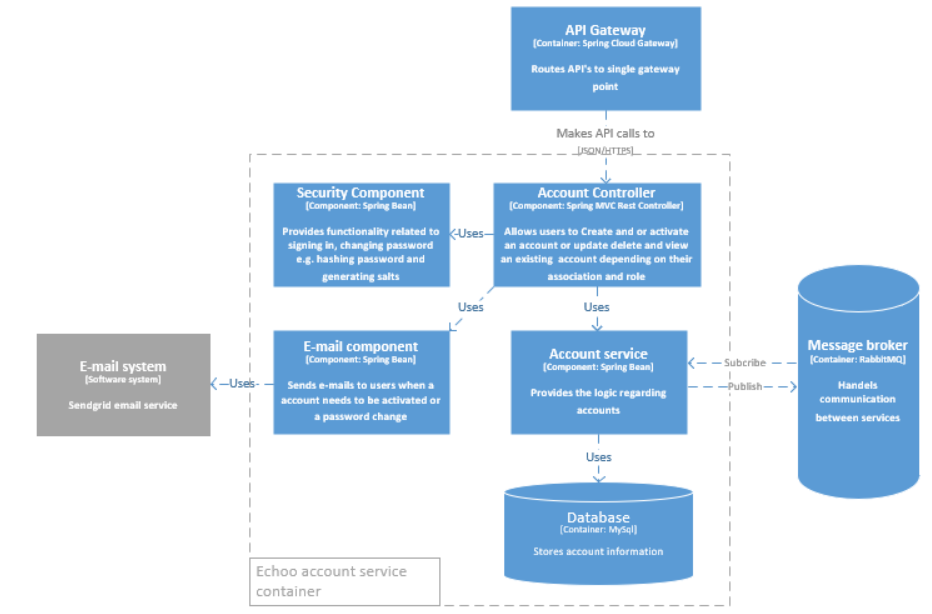 API Gateway
[Container: Spring Cloud Gateway]
Routes API's to single gateway
point
Makes API calls to
[JSON/HTTPS]
Security Component
[Component: Spring Bean]
Provides functionality related to
signing in, changing password
e.g. hashing password and
generating salts
Uses
Account Controller
[Component: Spring MVC Rest Controller]
Allows users to Create and or activate
an account or update delete and view
an existing account depending on their
association and role
Uses
Uses
E-mail system
[Software system]
Sendgrid email service
Uses
E-mail component
[Component: Spring Bean]
Sends e-mails to users when a
account needs to be activated or
a password change
Account service
[Component: Spring Bean]
Provides the logic regarding
accounts
Subcribe
Publish
Message broker
[Container: RabbitMQ]
Handels
communication
between services
Uses
Database
[Container: MySql]
Stores account information
Echoo account service
container